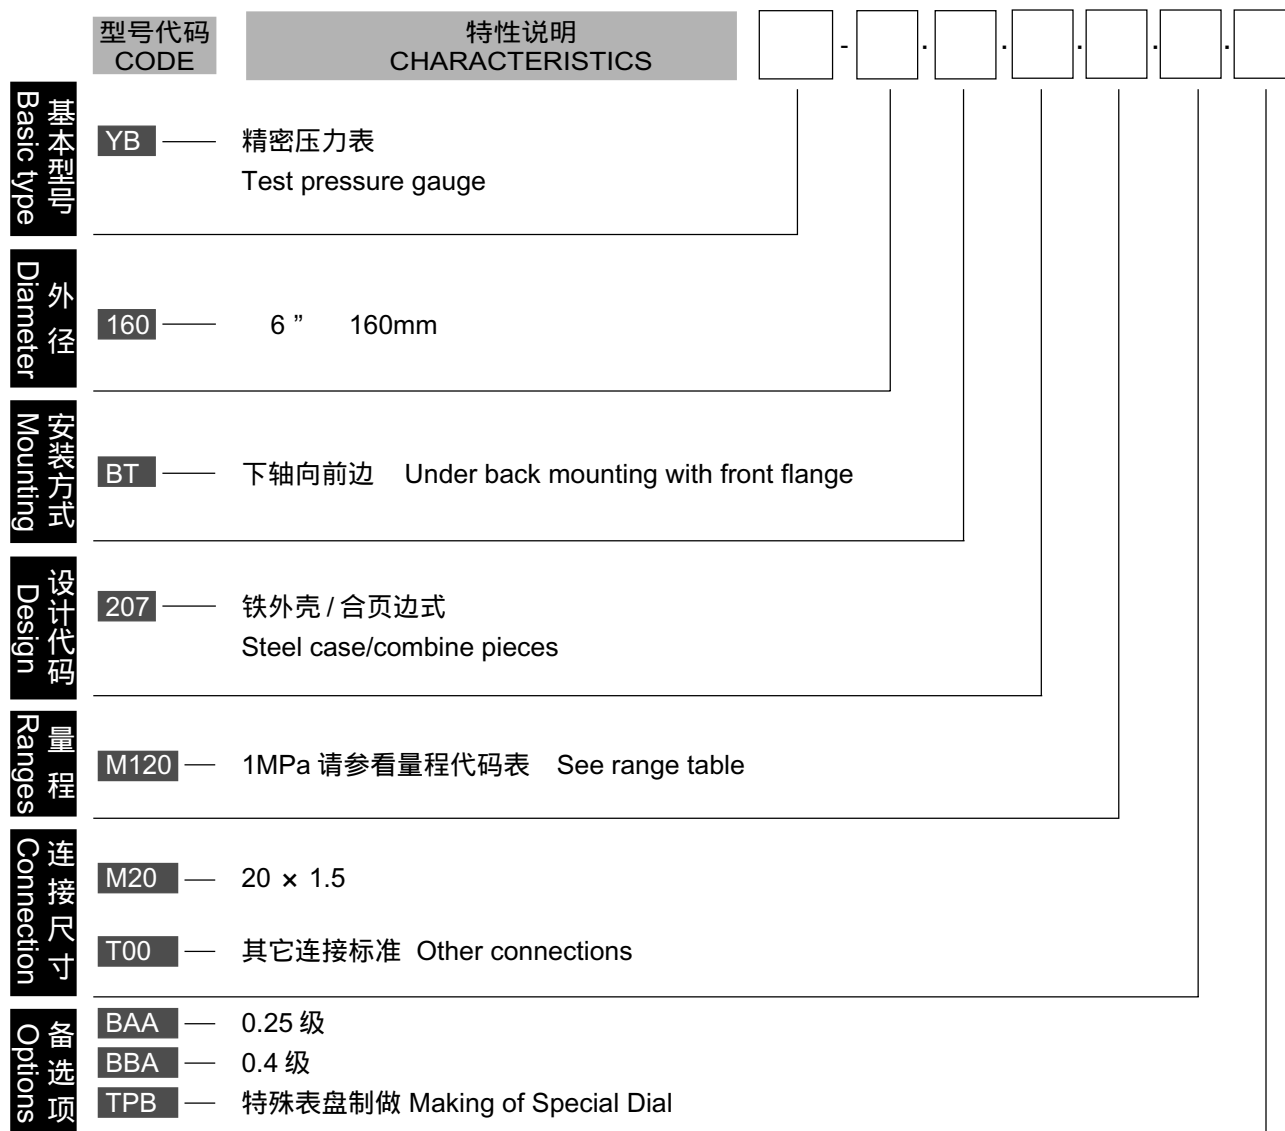 型号代码 特性说明
CODE CHARACTERISTICS
- . . . . .
基本型号
Basic type
YB 精密压力表
Test pressure gauge
外径
Diameter
160 6 ” 160mm
安装方式
Mounting
BT 下轴向前边 Under back mounting with front flange
设计代码
Design
207 铁外壳 / 合页边式
Steel case/combine pieces
量程
Ranges
M120 1MPa 请参看量程代码表 See range table
连接尺寸
Connection
M20 20 × 1.5
T00 其它连接标准 Other connections
备选项
Options
BAA 0.25 级
BBA 0.4 级
TPB 特殊表盘制做 Making of Special Dial